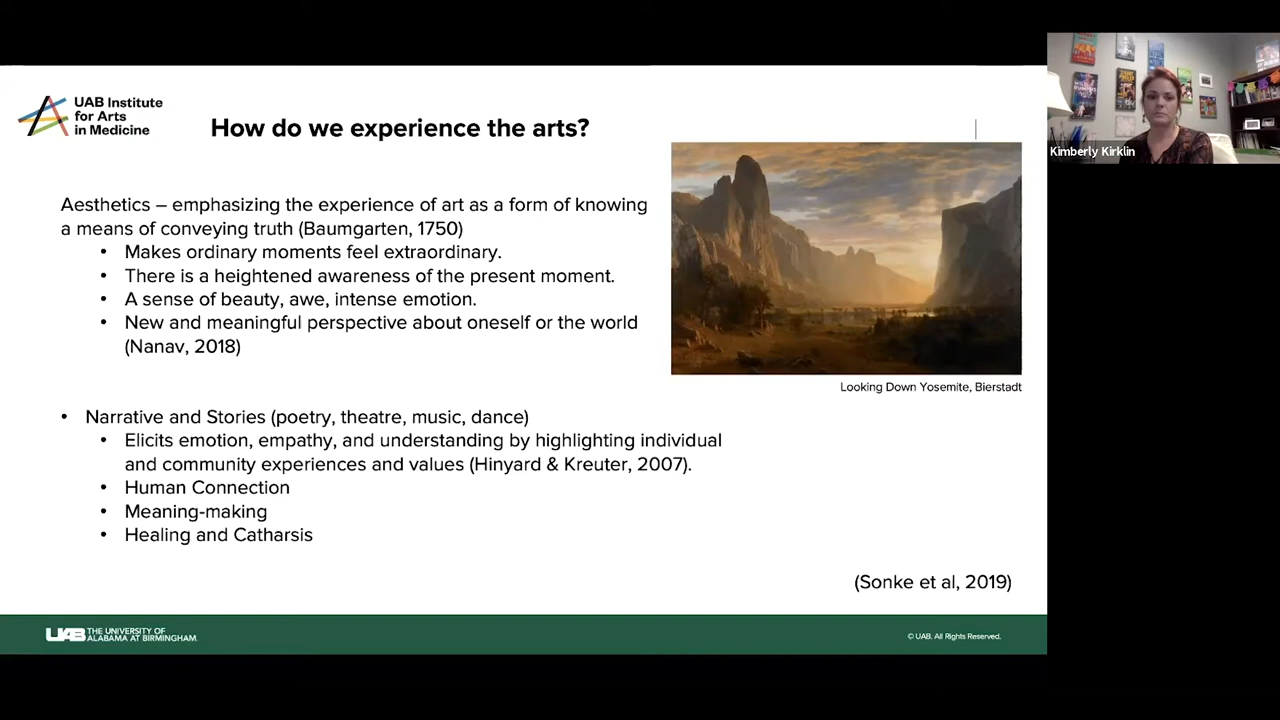 UAB Institute
for Arts
in Medicine
How do we experience the arts?
Kimberly Kirklin
Aesthetics – emphasizing the experience of art as a form of knowing
a means of conveying truth (Baumgarten, 1750)
• Makes ordinary moments feel extraordinary.
• There is a heightened awareness of the present moment.
• A sense of beauty, awe, intense emotion.
• New and meaningful perspective about oneself or the world
(Nanav, 2018)
Looking Down Yosemite, Bierstadt
• Narrative and Stories (poetry, theatre, music, dance)
• Elicits emotion, empathy, and understanding by highlighting individual
and community experiences and values (Hinyard & Kreuter, 2007).
• Human Connection
• Meaning-making
• Healing and Catharsis
(Sonke et al, 2019)
UAB THE UNIVERSITY OF
ALABAMA AT BIRMINGHAM.
© UAB. All Rights Reserved.